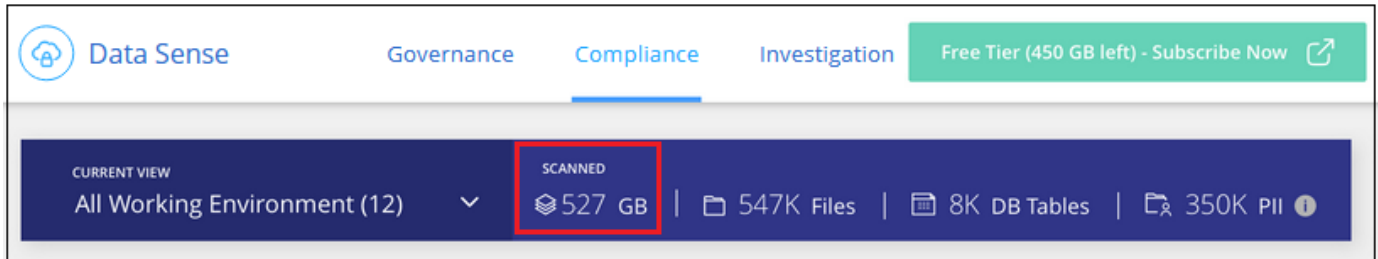 Data Sense Governance Compliance Investigation Free Tier (450 GB left) - Subscribe Now
CURRENT VIEW SCANNED
All Working Environment (12) 527 GB | 547K Files | 8K DB Tables | 350K PII